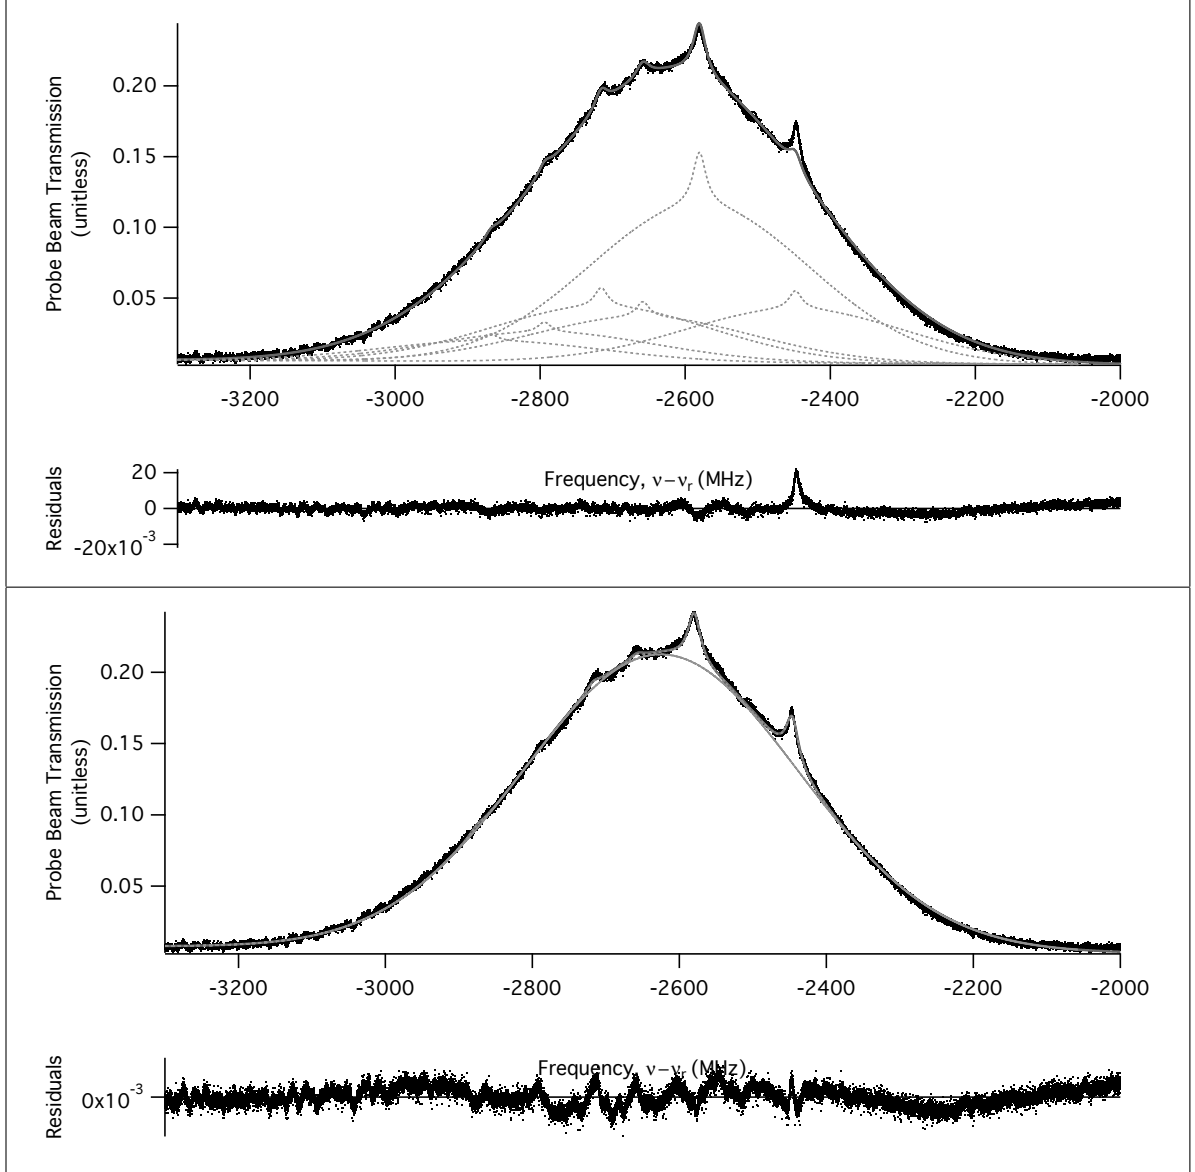 Probe Beam Transmission
(unitless)
0.20
0.15
0.10
0.05
-3200 -3000 -2800 -2600 -2400 -2200 -2000
Frequency, ν−νr (MHz)
Residuals
20
0
-20x10-3
Probe Beam Transmission
(unitless)
0.20
0.15
0.10
0.05
-3200 -3000 -2800 -2600 -2400 -2200 -2000
Frequency, ν−νr (MHz)
Residuals
0x10-3